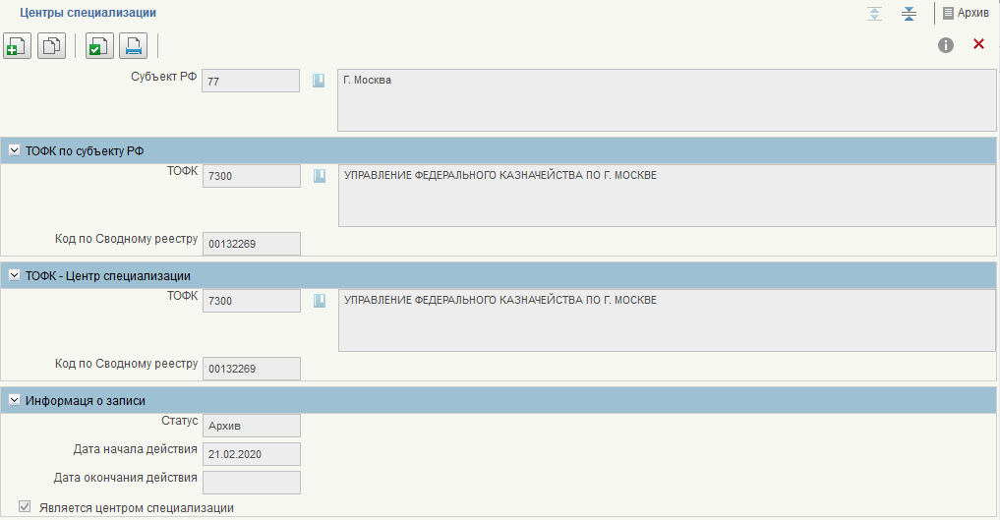 Центры специализации
Архив
Субъект РФ 77 Г. Москва
ТОФК по субъекту РФ
ТОФК 7300 УПРАВЛЕНИЕ ФЕДЕРАЛЬНОГО КАЗНАЧЕЙСТВА ПО Г. МОСКВЕ
Код по Сводному реестру 00132269
ТОФК - Центр специализации
ТОФК 7300 УПРАВЛЕНИЕ ФЕДЕРАЛЬНОГО КАЗНАЧЕЙСТВА ПО Г. МОСКВЕ
Код по Сводному реестру 00132269
Информаця о записи
Статус Архив
Дата начала действия 21.02.2020
Дата окончания действия
Является центром специализации